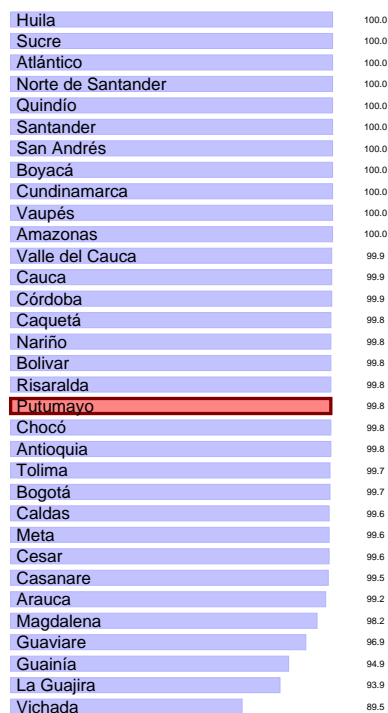 Huila 100.0
Sucre 100.0
Atlántico 100.0
Norte de Santander 100.0
Quindío 100.0
Santander 100.0
San Andrés 100.0
Boyacá 100.0
Cundinamarca 100.0
Vaupés 100.0
Amazonas 100.0
Valle del Cauca 99.9
Cauca 99.9
Córdoba 99.9
Caquetá 99.8
Nariño 99.8
Bolivar 99.8
Risaralda 99.8
Putumayo 99.8
Chocó 99.8
Antioquia 99.8
Tolima 99.7
Bogotá 99.7
Caldas 99.6
Meta 99.6
Cesar 99.6
Casanare 99.5
Arauca 99.2
Magdalena 98.2
Guaviare 96.9
Guainía 94.9
La Guajira 93.9
Vichada 89.5